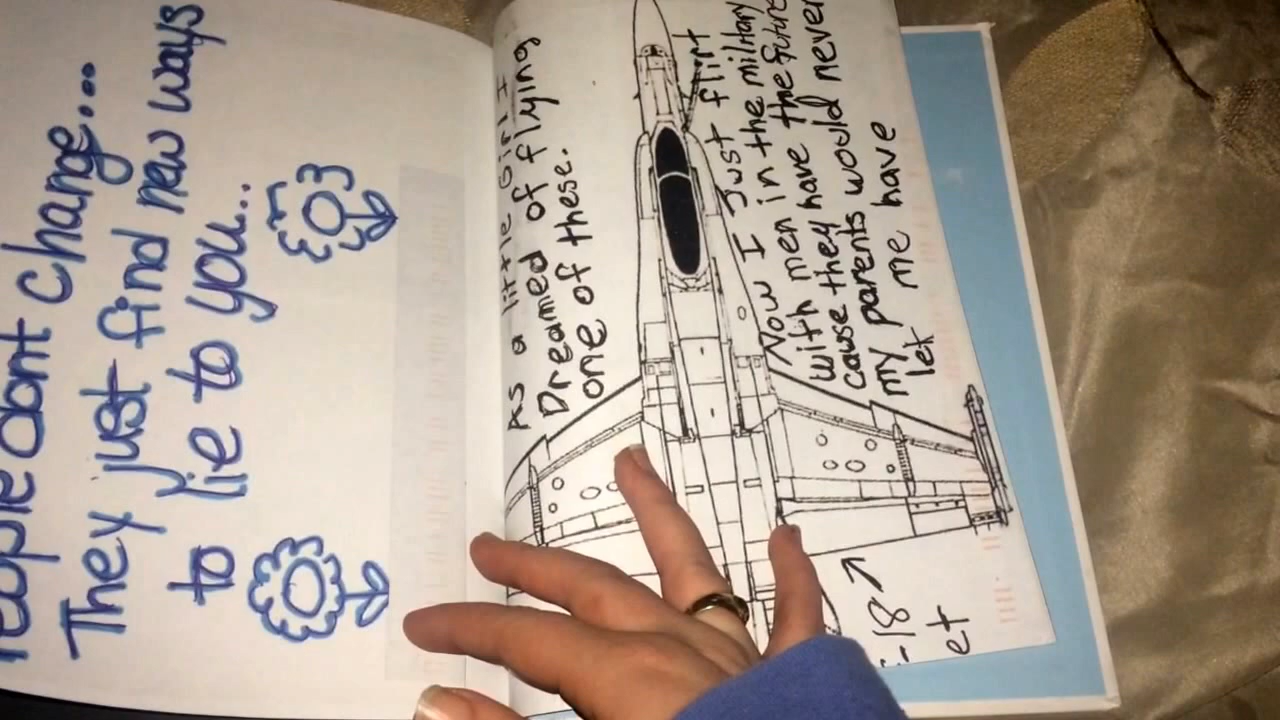 People dont change...
They just find new ways
to lie to you...
As a little Girl I
Dreamed of flying
one of these.
Now I Just flirt
with men in the military
cause they have the future
my parents would never
let me have
-18
et